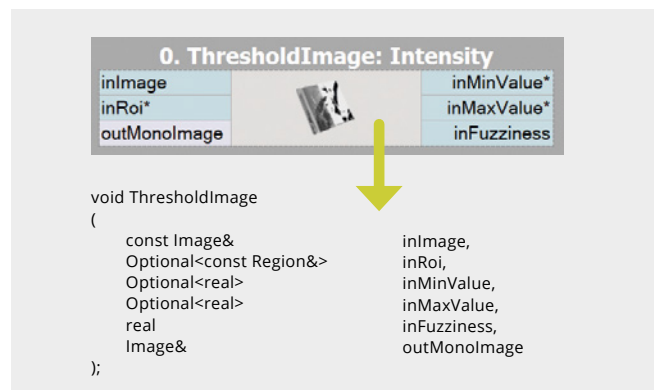 0. ThresholdImage: Intensity
inImage inMinValue*
inRoi* inMaxValue*
outMonoImage inFuzziness
void ThresholdImage
(
const Image& inImage,
Optional<const Region&> inRoi,
Optional<real> inMinValue,
Optional<real> inMaxValue,
real inFuzziness,
Image& outMonoImage
);